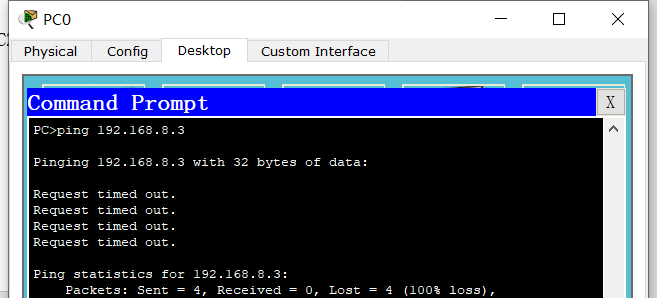 PC0
Physical Config Desktop Custom Interface
Command Prompt X
PC>ping 192.168.8.3
Pinging 192.168.8.3 with 32 bytes of data:
Request timed out.
Request timed out.
Request timed out.
Request timed out.
Ping statistics for 192.168.8.3:
Packets: Sent = 4, Received = 0, Lost = 4 (100% loss),